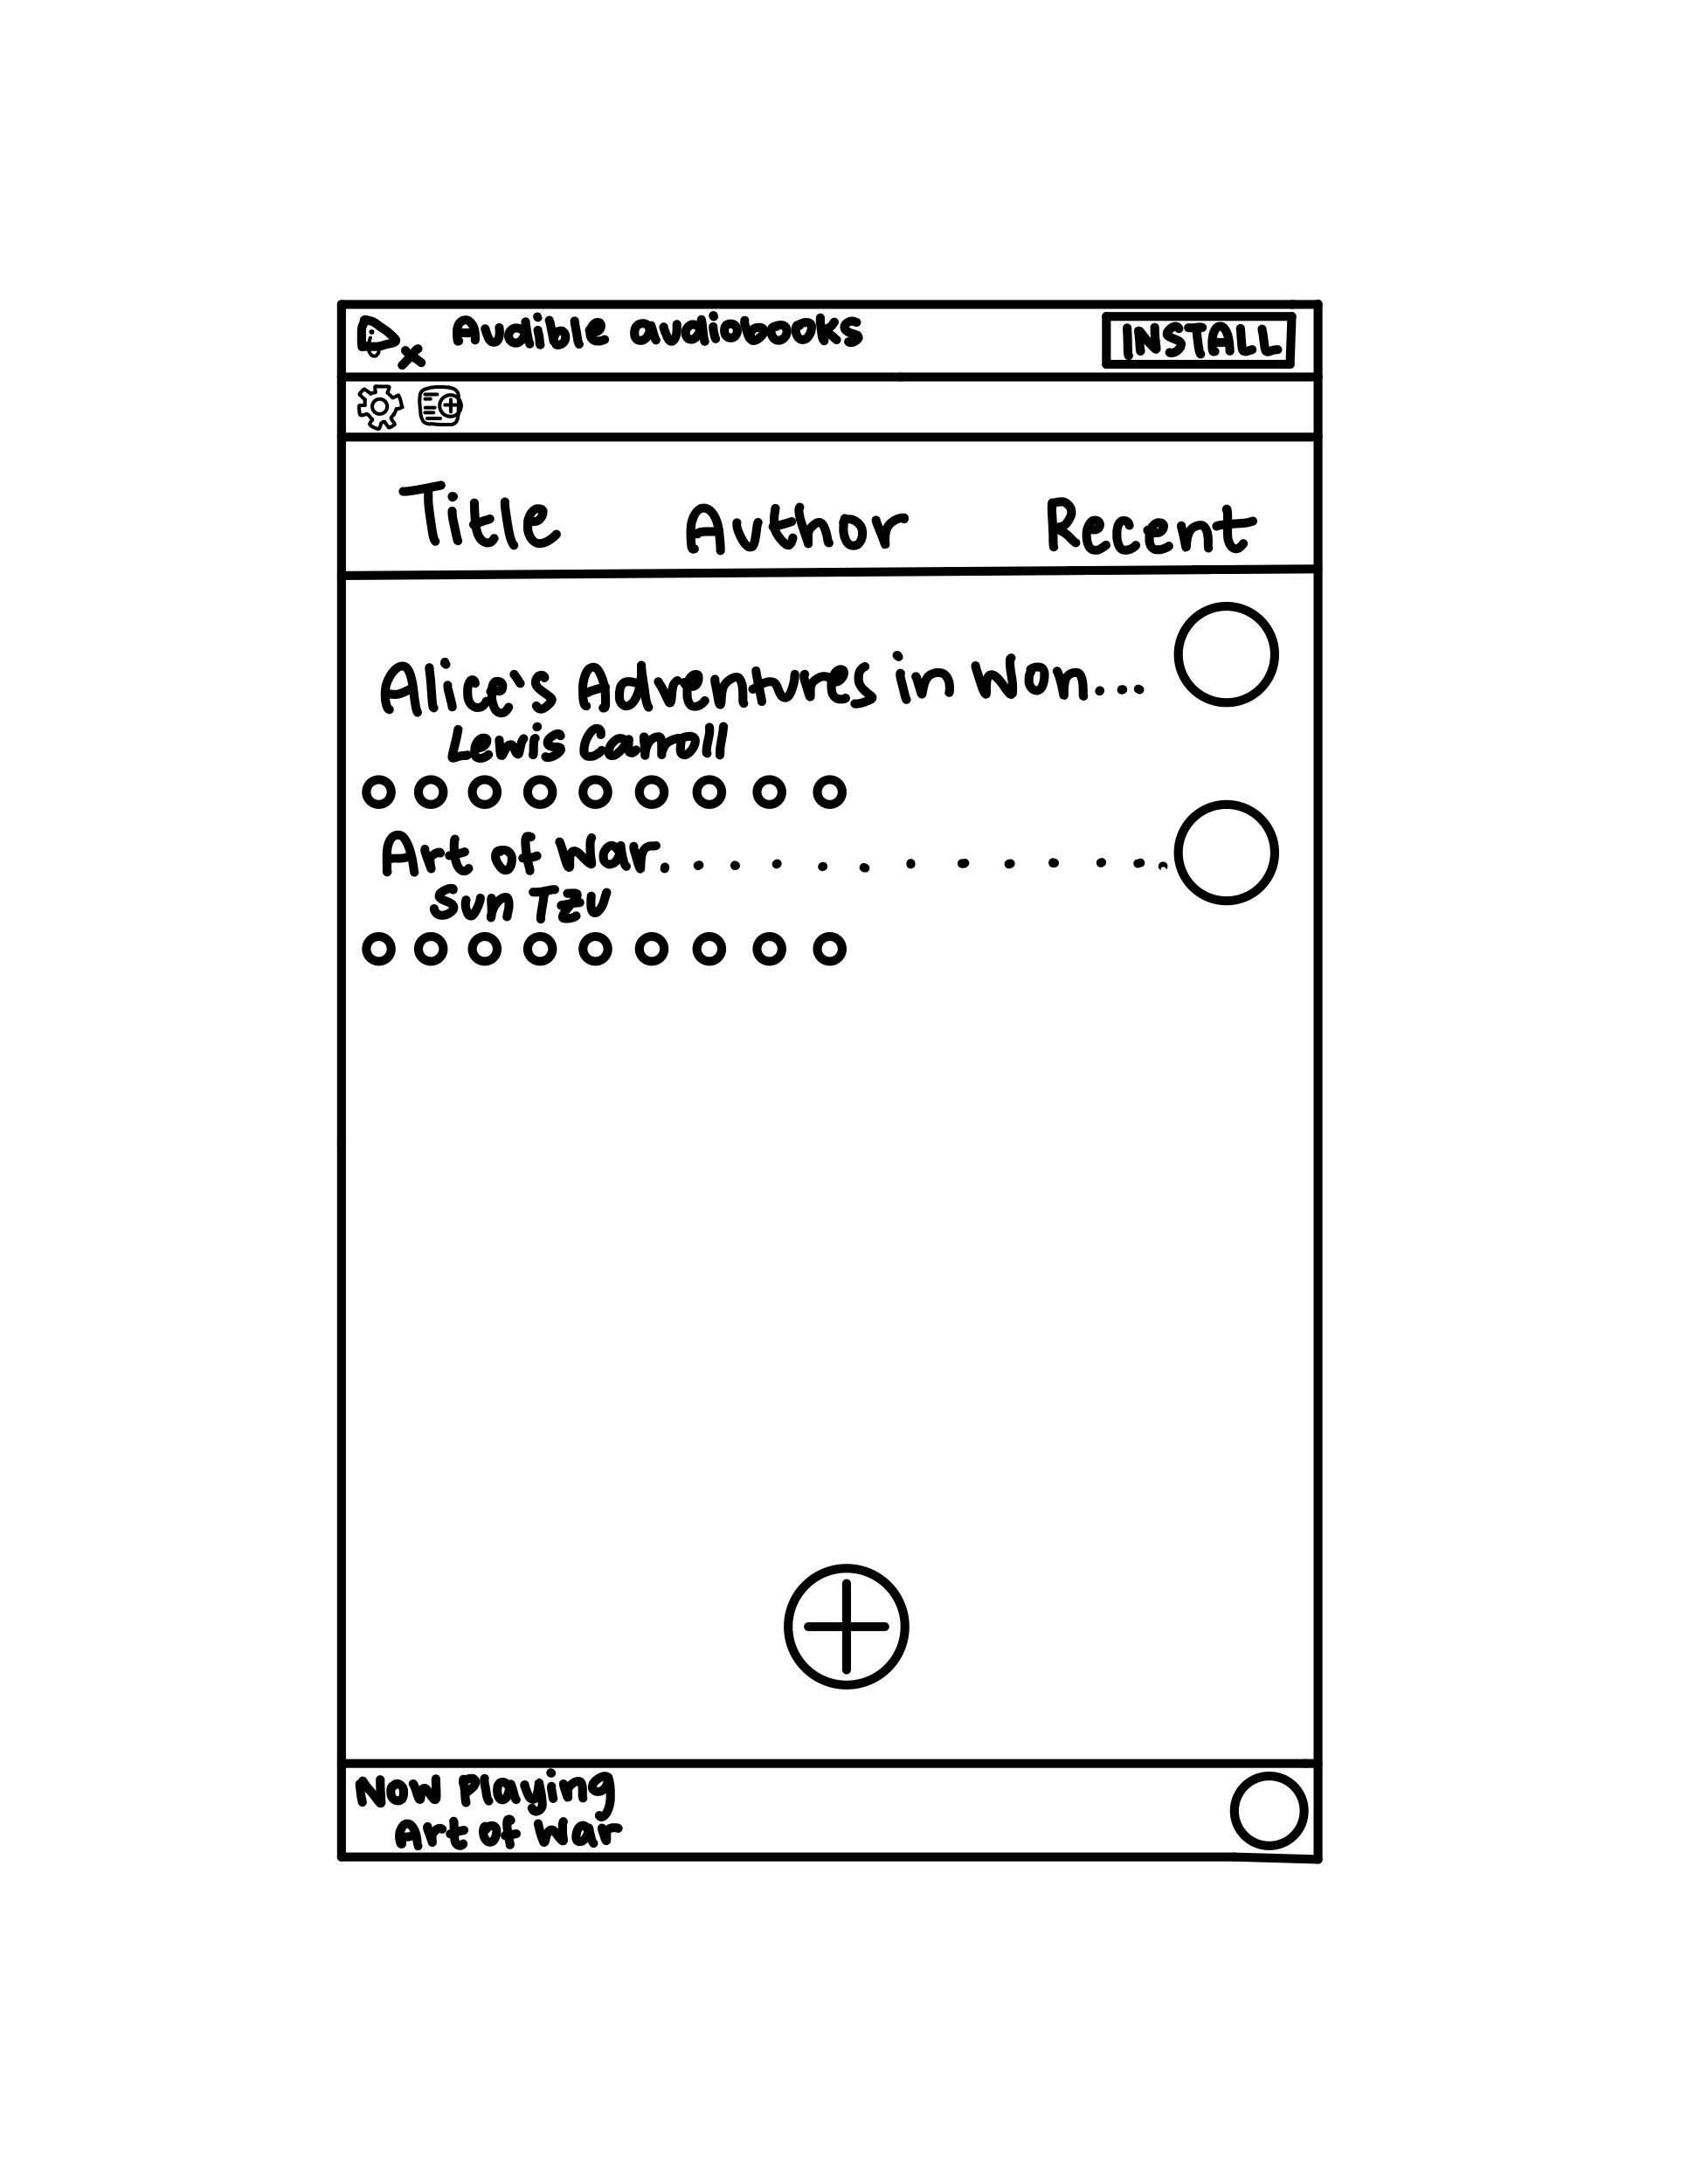 Audible audiobooks INSTALL
Title Author Recent
Alice's Adventures in Won...
Lewis Carroll
Art of War. . . . . . . . . . . .
Sun Tzu
Now Playing
Art of War